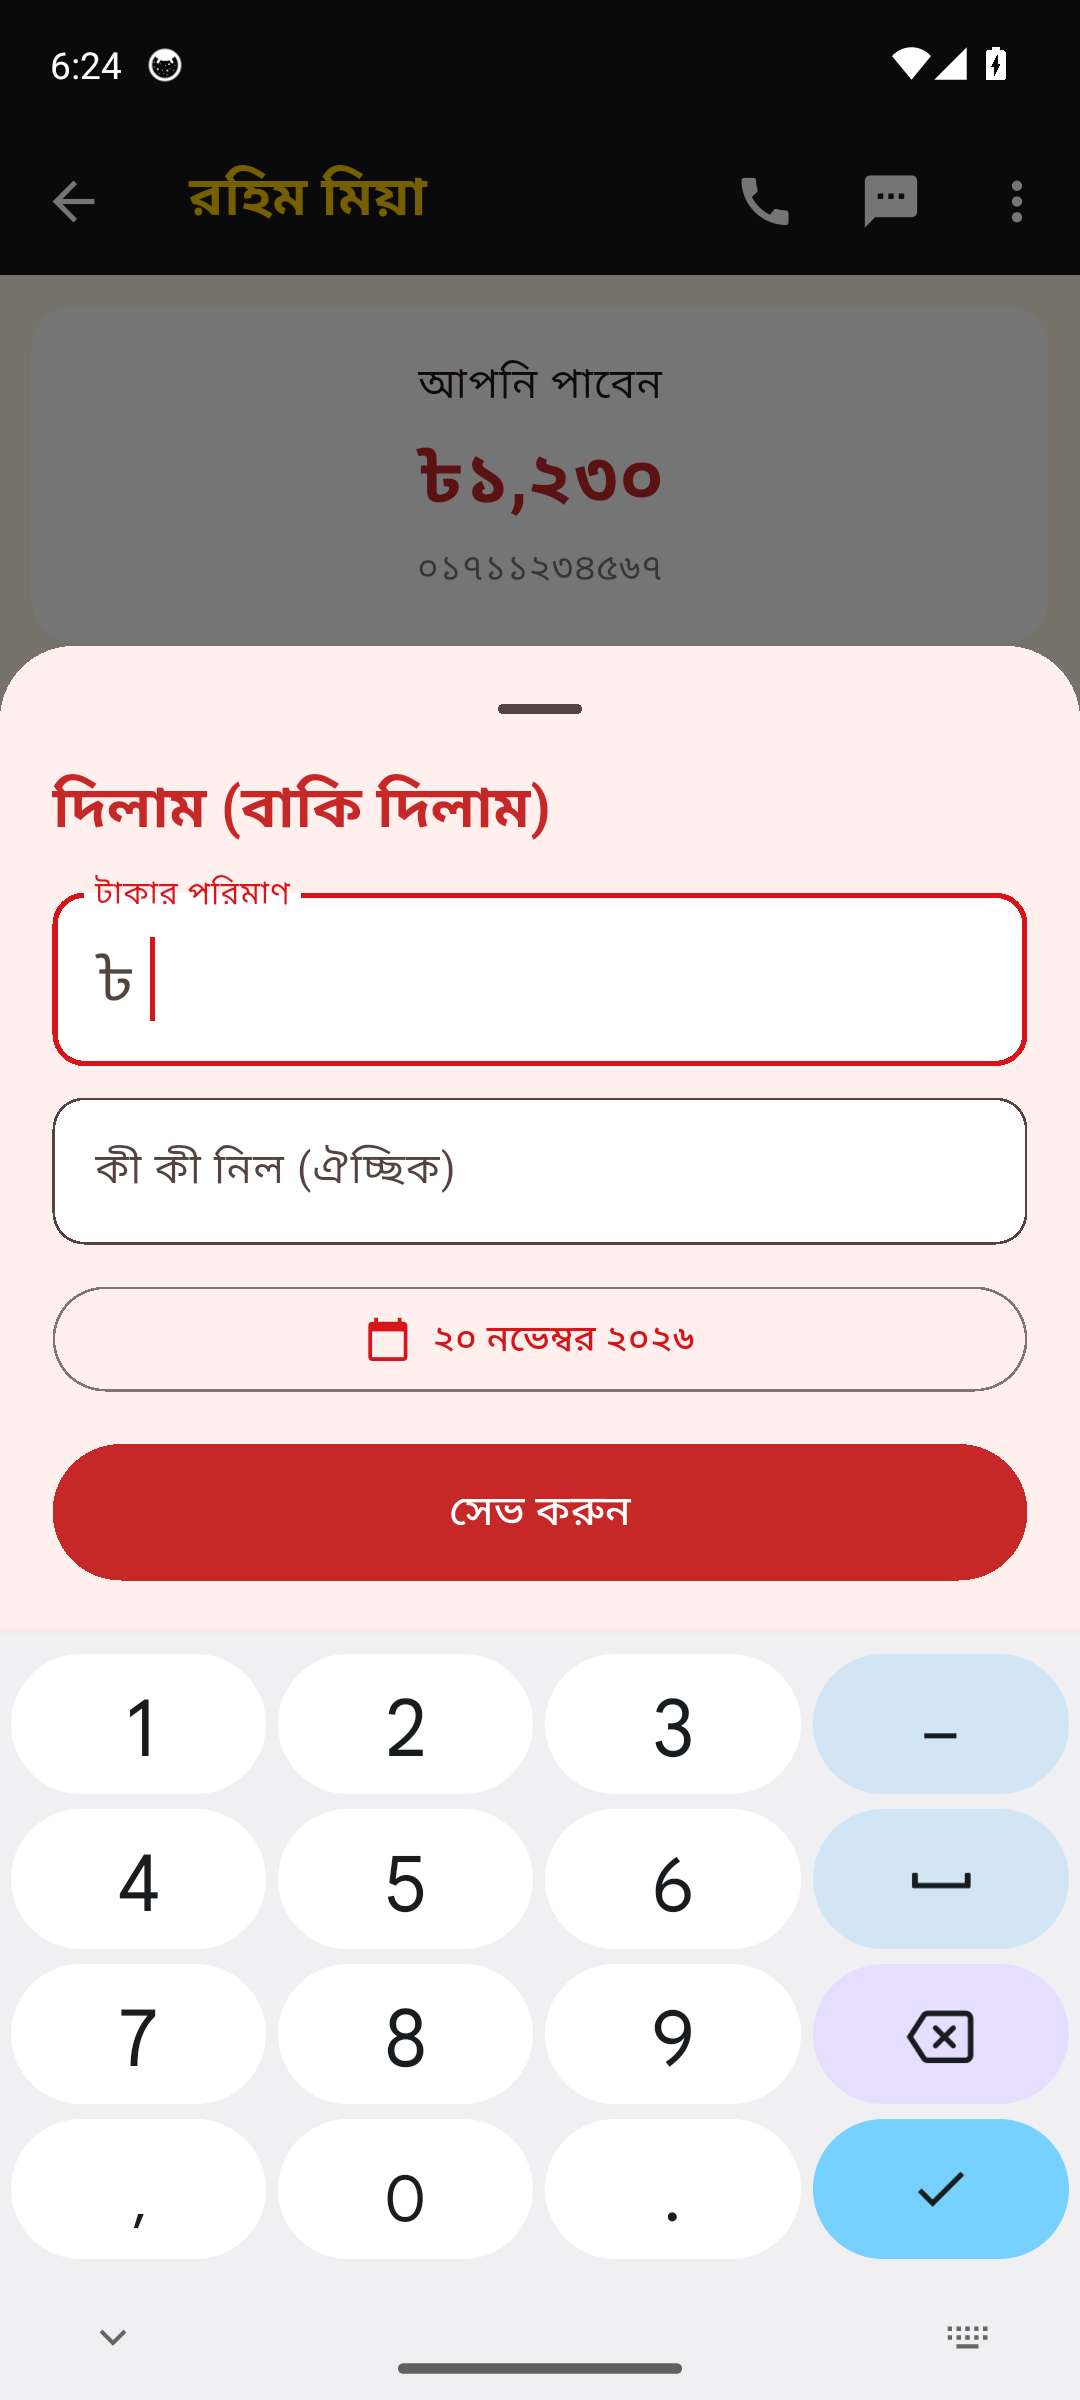 6:24
রহিম মিয়া
আপনি পাবেন
৳১,২৩০
০১৭১১২৩৪৫৬৭
দিলাম (বাকি দিলাম)
টাকার পরিমাণ
৳
কী কী নিল (ঐচ্ছিক)
২০ নভেম্বর ২০২৬
সেভ করুন
1 2 3 –
4 5 6
7 8 9
, 0 .